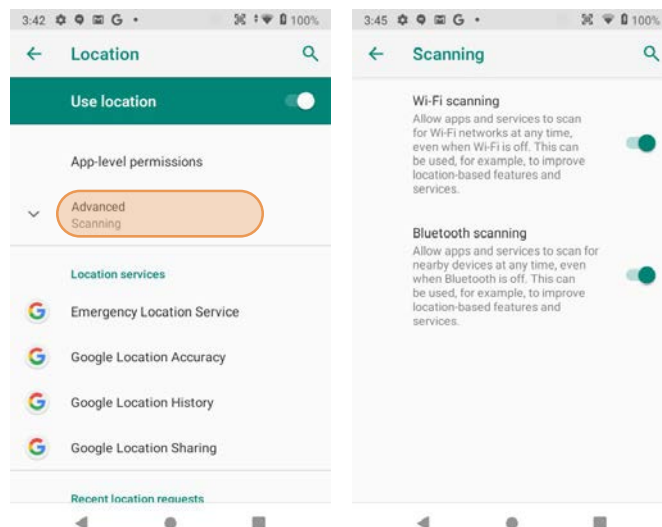 3:42 G • 100%
Location
Use location
App-level permissions
Advanced
Scanning
Location services
G Emergency Location Service
G Google Location Accuracy
G Google Location History
G Google Location Sharing
Recent location requests
3:45 G • 100%
Scanning
Wi-Fi scanning
Allow apps and services to scan
for Wi-Fi networks at any time,
even when Wi-Fi is off. This can
be used, for example, to improve
location-based features and
services.
Bluetooth scanning
Allow apps and services to scan for
nearby devices at any time, even
when Bluetooth is off. This can
be used, for example, to improve
location-based features and
services.